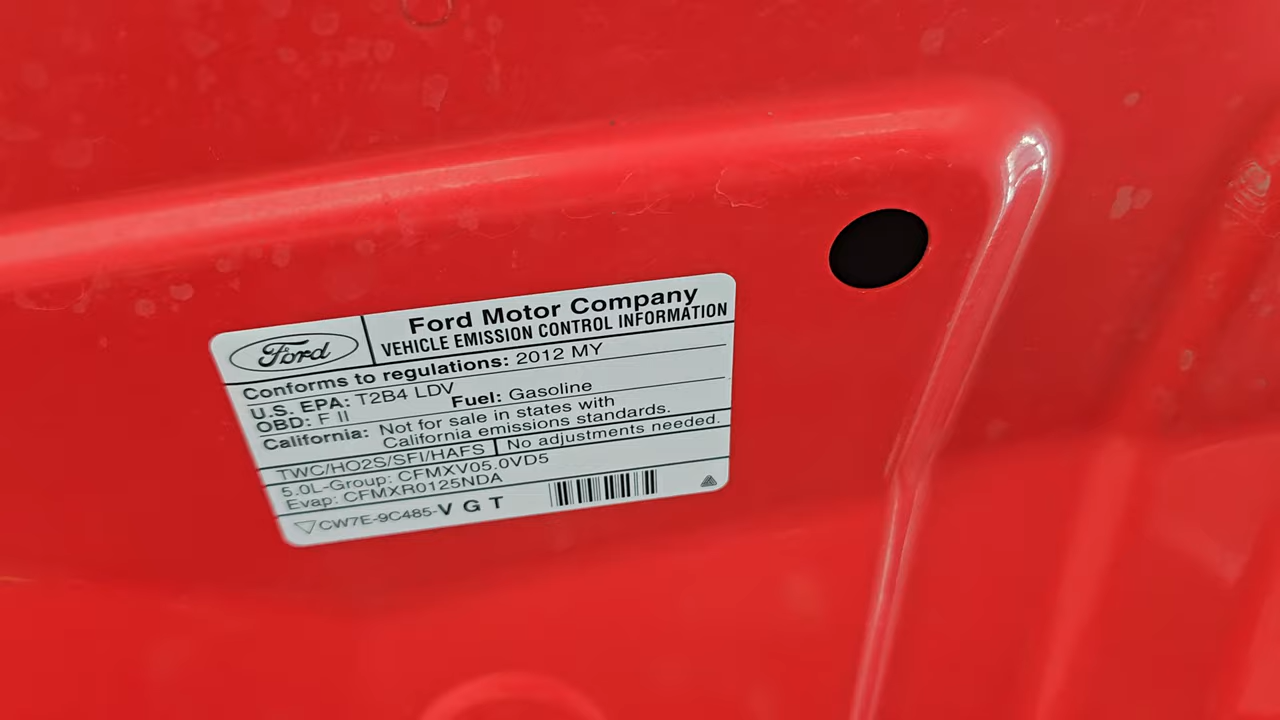 Ford
Ford Motor Company
VEHICLE EMISSION CONTROL INFORMATION
Conforms to regulations: 2012 MY
U.S. EPA: T2B4 LDV Fuel: Gasoline
OBD: F II
California: Not for sale in states with
California emissions standards.
TWC/HO2S/SFI/HAFS No adjustments needed.
5.0L-Group: CFMXV05.0VD5
Evap: CFMXR0125NDA
CW7E-9C485-V G T